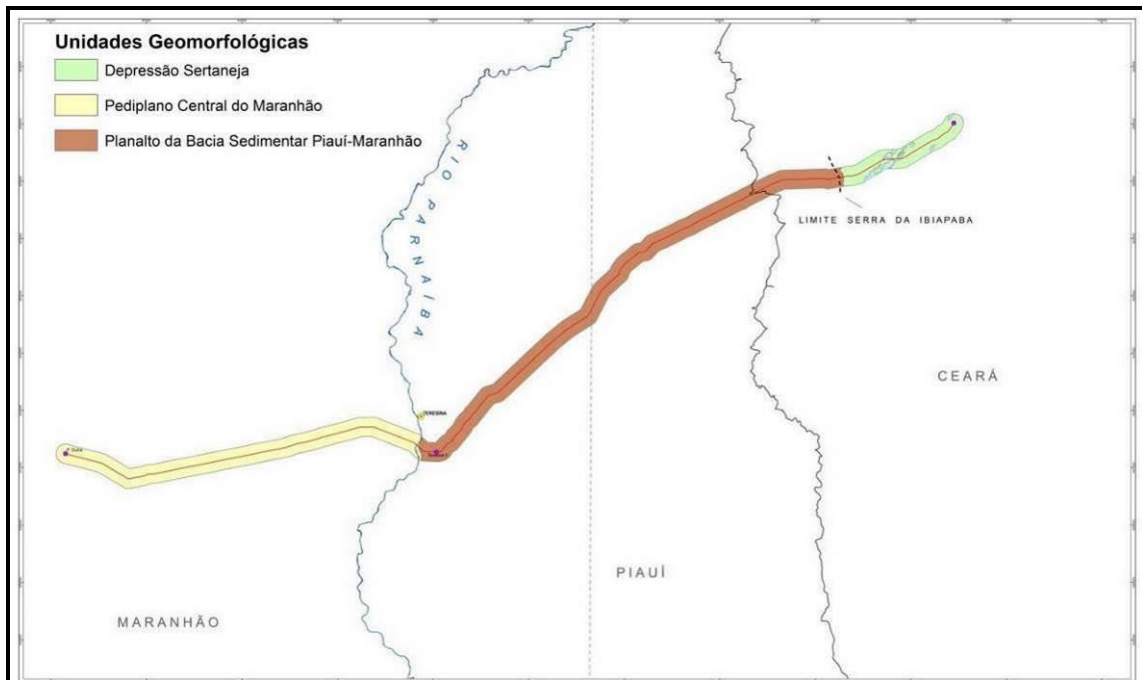 Unidades Geomorfológicas
Depressão Sertaneja
Pediplano Central do Maranhão
Planalto da Bacia Sedimentar Piauí-Maranhão
RIO PARNAÍBA
LIMITE SERRA DA IBIAPABA
CEARÁ
TERESINA
PIAUÍ
MARANHÃO